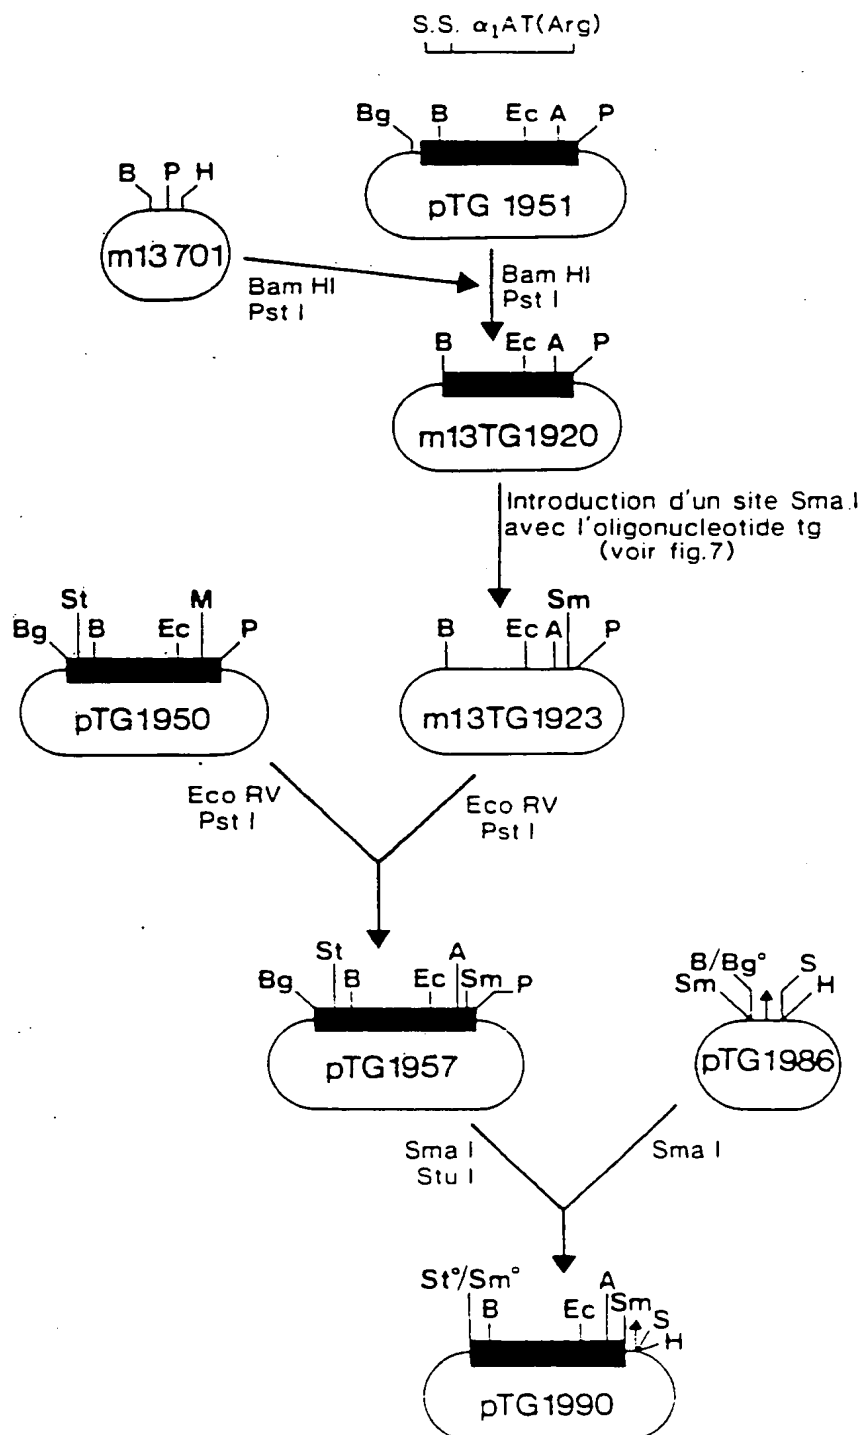 S.S. α₁AT(Arg)
Bg B Ec A P
pTG 1951
B P H
m13701
Bam HI
Pst I
Bam HI
Pst I
B Ec A P
m13TG1920
Introduction d'un site Sma I
avec l'oligonucleotide tg
(voir fig.7)
Bg St B Ec M P
pTG1950
B Ec A Sm P
m13TG1923
Eco RV
Pst I
Eco RV
Pst I
Bg St B Ec A Sm P
pTG1957
Sm B/Bg° S H
pTG1986
Sma I
Stu I
Sma I
St°/Sm° B Ec A Sm S H
pTG1990